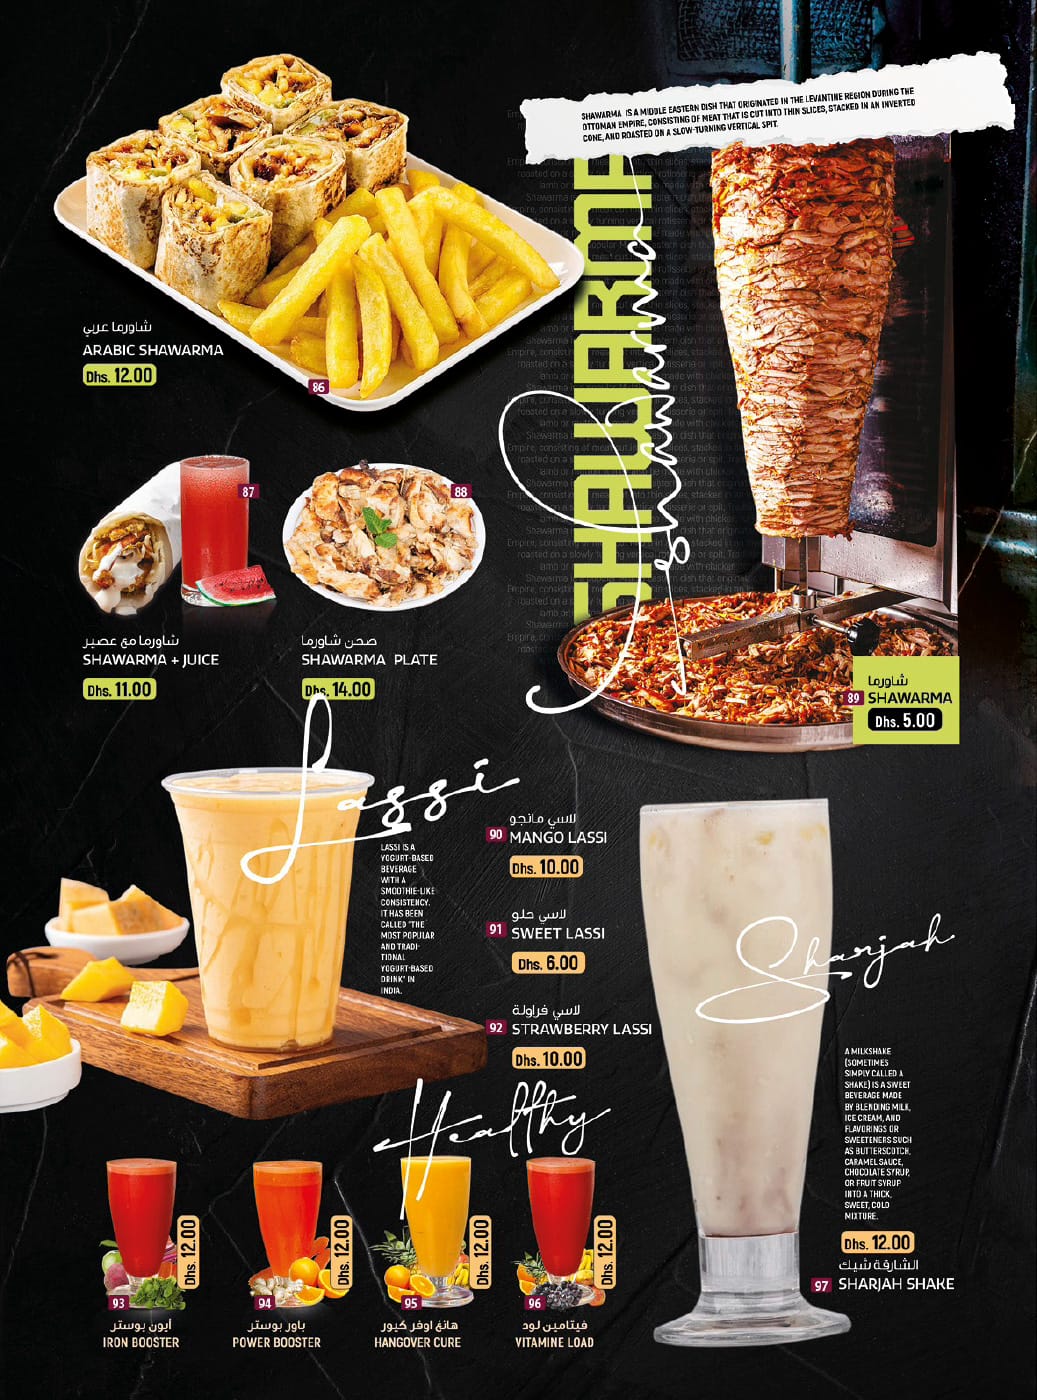 SHAWARMA IS A MIDDLE EASTERN DISH THAT ORIGINATED IN THE LEVANTINE REGION DURING THE
OTTOMAN EMPIRE, CONSISTING OF MEAT THAT IS CUT INTO THIN SLICES, STACKED IN AN INVERTED
CONE, AND ROASTED ON A SLOW-TURNING VERTICAL SPIT.
SHAWARMA
Shawarma
شاورما عربي
ARABIC SHAWARMA
Dhs. 12.00
86
87
شاورما مع عصير
SHAWARMA + JUICE
Dhs. 11.00
88
صحن شاورما
SHAWARMA PLATE
Dhs. 14.00
شاورما
89 SHAWARMA
Dhs. 5.00
Lassi
LASSI IS A
YOGURT-BASED
BEVERAGE
WITH A
SMOOTHIE-LIKE
CONSISTENCY.
IT HAS BEEN
CALLED "THE
MOST POPULAR
AND TRADI-
TIONAL
YOGURT-BASED
DRINK" IN
INDIA.
لاسي مانجو
90 MANGO LASSI
Dhs. 10.00
لاسي حلو
91 SWEET LASSI
Dhs. 6.00
لاسي فراولة
92 STRAWBERRY LASSI
Dhs. 10.00
Sharjah
A MILKSHAKE
(SOMETIMES
SIMPLY CALLED A
SHAKE) IS A SWEET
BEVERAGE MADE
BY BLENDING MILK,
ICE CREAM, AND
FLAVORINGS OR
SWEETENERS SUCH
AS BUTTERSCOTCH,
CARAMEL SAUCE,
CHOCOLATE SYRUP,
OR FRUIT SYRUP
INTO A THICK,
SWEET, COLD
MIXTURE.
Dhs. 12.00
الشارقة شيك
97 SHARJAH SHAKE
Healthy
Dhs. 12.00
93
أيون بوستر
IRON BOOSTER
Dhs. 12.00
94
باور بوستر
POWER BOOSTER
Dhs. 12.00
95
هانغ اوفر كيور
HANGOVER CURE
Dhs. 12.00
96
فيتامين لود
VITAMINE LOAD